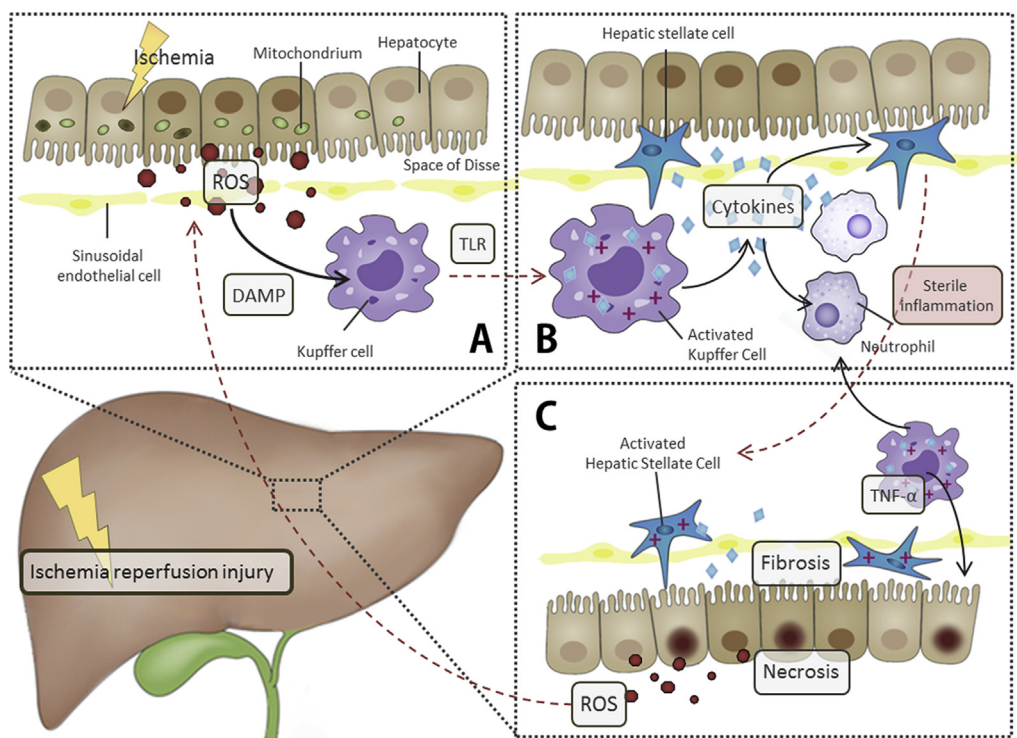 Ischemia
Mitochondrium
Hepatocyte
Space of Disse
ROS
Sinusoidal
endothelial cell
DAMP
TLR
Kupffer cell
A
Hepatic stellate cell
Cytokines
Sterile
inflammation
Activated
Kupffer Cell
Neutrophil
B
Ischemia reperfusion injury
C
Activated
Hepatic Stellate Cell
TNF-α
Fibrosis
Necrosis
ROS